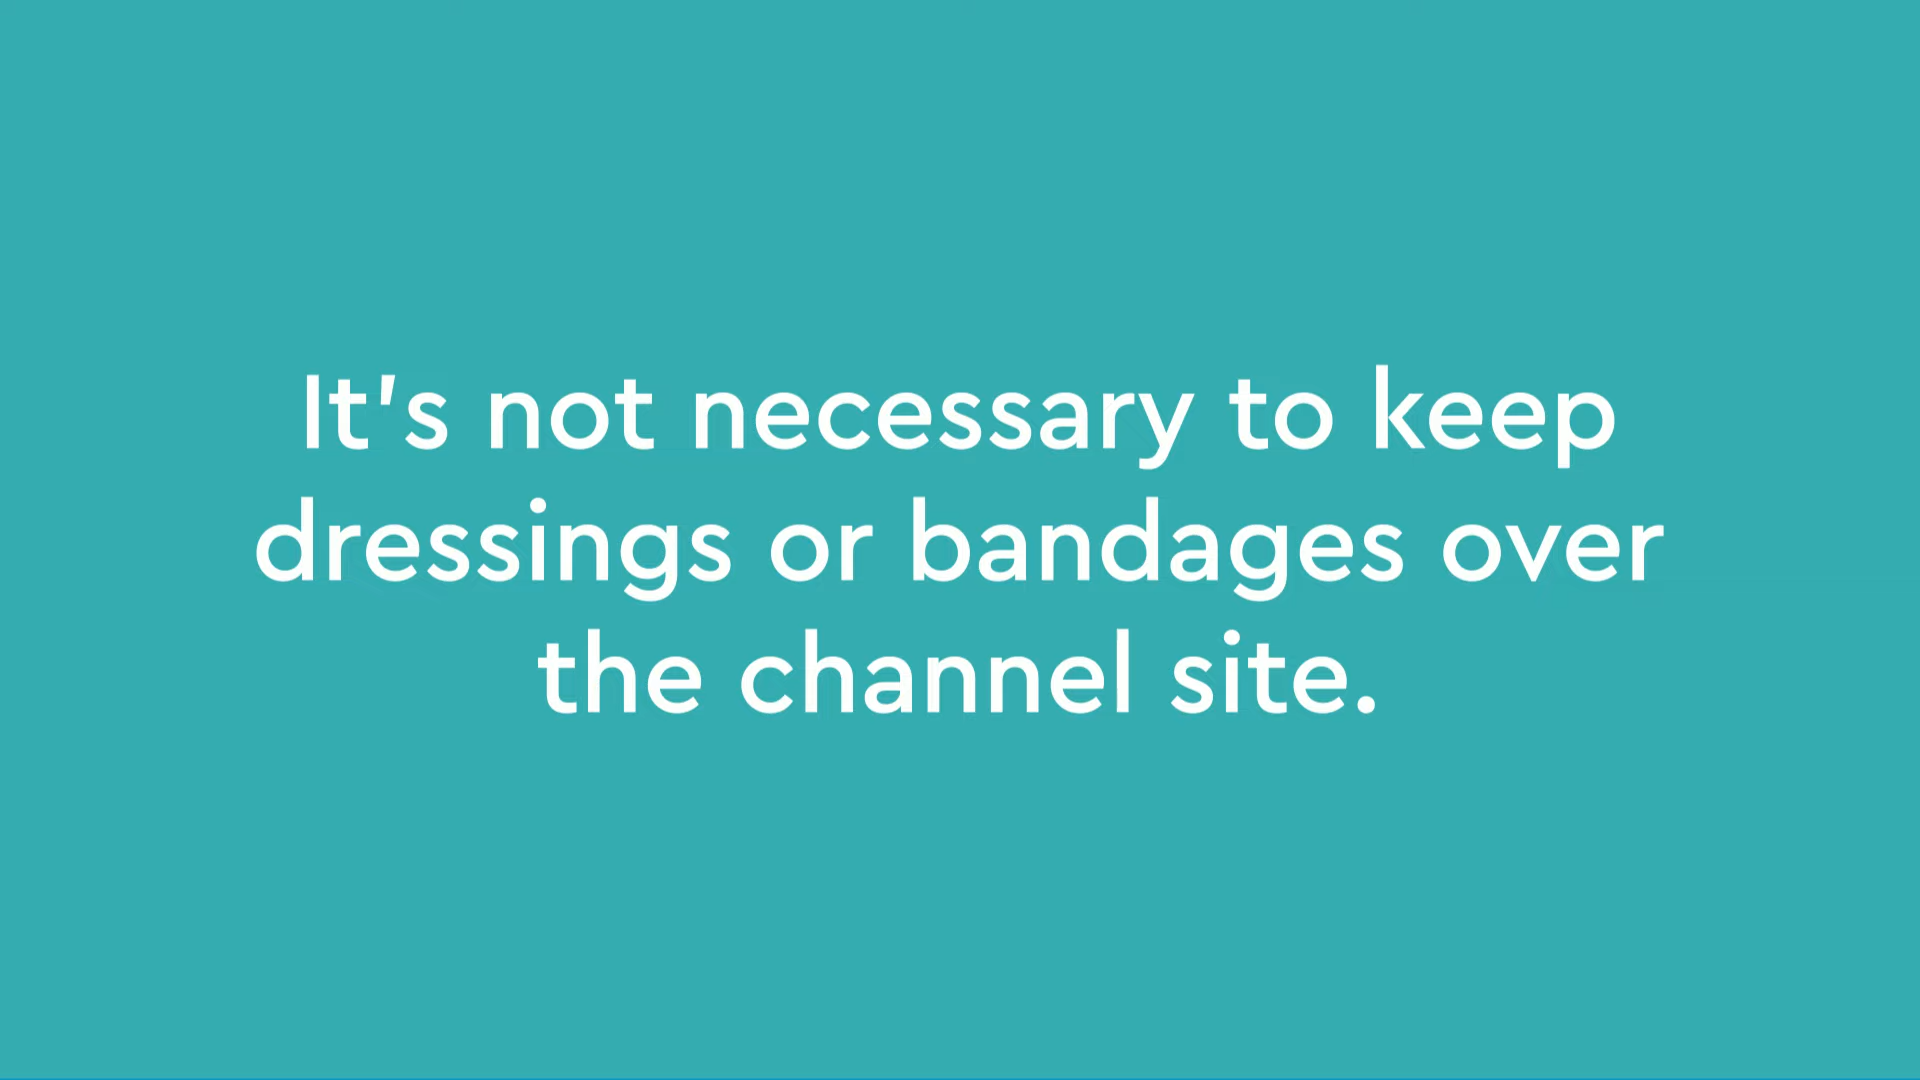 It's not necessary to keep
dressings or bandages over
the channel site.